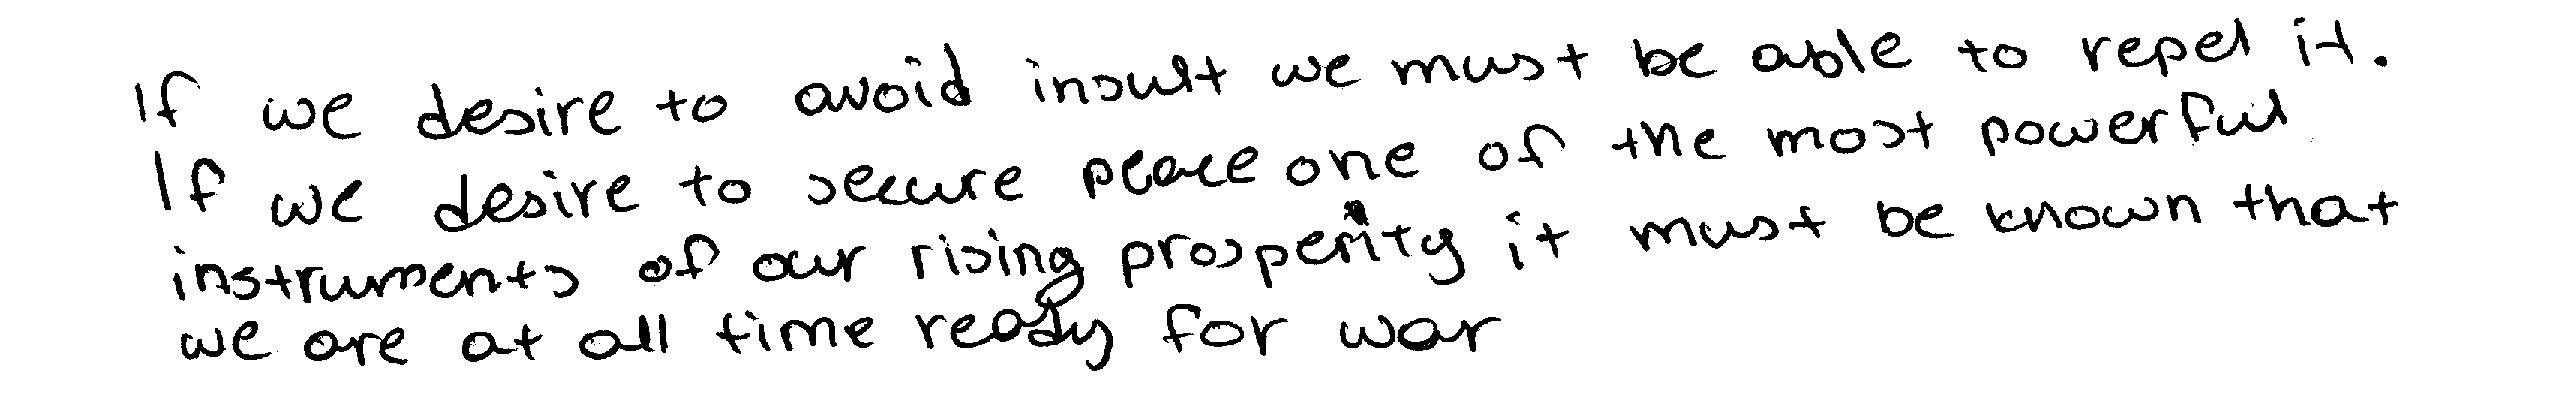 If we desire to avoid insult we must be able to repel it.
If we desire to secure peace one of the most powerful
instruments of our rising prosperity it must be known that
we are at all time ready for war